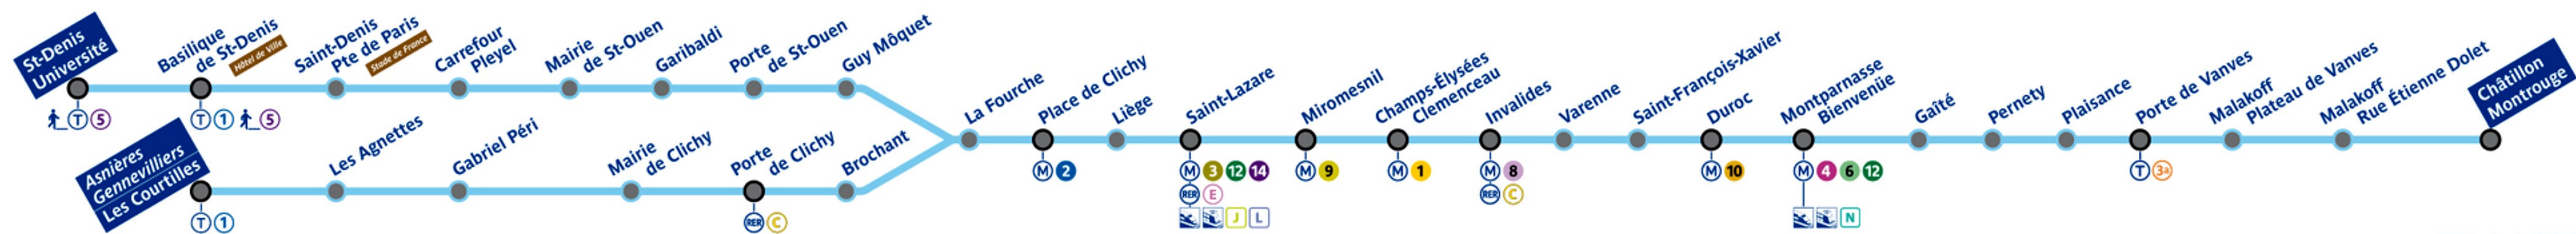 St-Denis
Université
T 5
Basilique
de St-Denis
Hôtel de Ville
T 1 5
Saint-Denis
Pte de Paris
Stade de France
Carrefour
Pleyel
Mairie
de St-Ouen
Garibaldi
Porte
de St-Ouen
Guy Môquet
Asnières
Gennevilliers
Les Courtilles
T 1
Les Agnettes
Gabriel Péri
Mairie
de Clichy
Porte
de Clichy
RER C
Brochant
La Fourche
Place de Clichy
M 2
Liège
Saint-Lazare
M 3 12 14
RER E
J L
Miromesnil
M 9
Champs-Élysées
Clemenceau
M 1
Invalides
M 8
RER C
Varenne
Saint-François-Xavier
Duroc
M 10
Montparnasse
Bienvenüe
M 4 6 12
N
Gaîté
Pernety
Plaisance
Porte de Vanves
T 3a
Malakoff
Plateau de Vanves
Malakoff
Rue Étienne Dolet
Châtillon
Montrouge